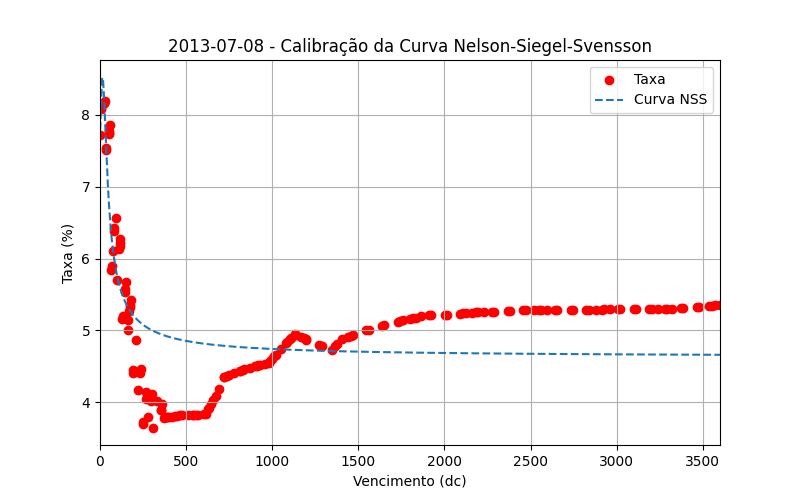 2013-07-08 - Calibração da Curva Nelson-Siegel-Svensson
Taxa
Curva NSS
Taxa (%)
8
7
6
5
4
0 500 1000 1500 2000 2500 3000 3500
Vencimento (dc)